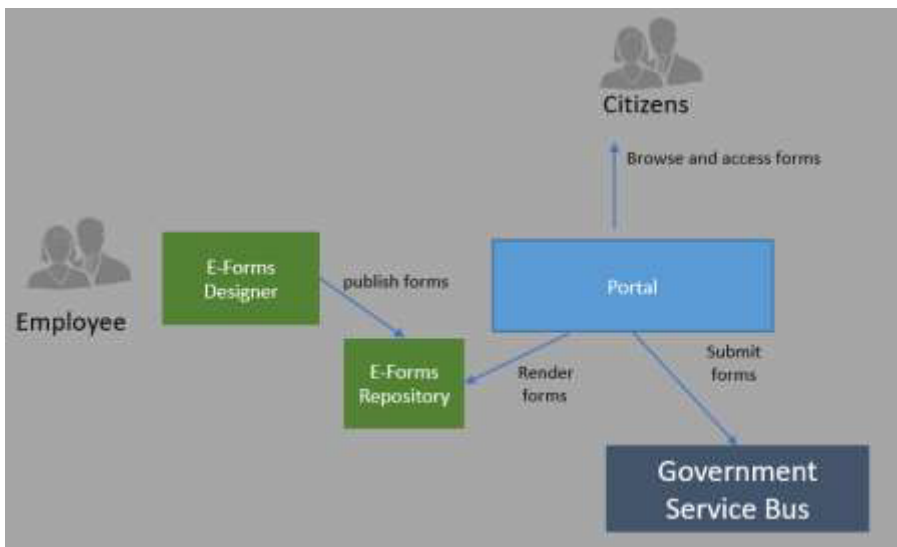 Citizens
Browse and access forms
E-Forms
Designer
publish forms
Portal
Employee
E-Forms
Repository
Render
forms
Submit
forms
Government
Service Bus